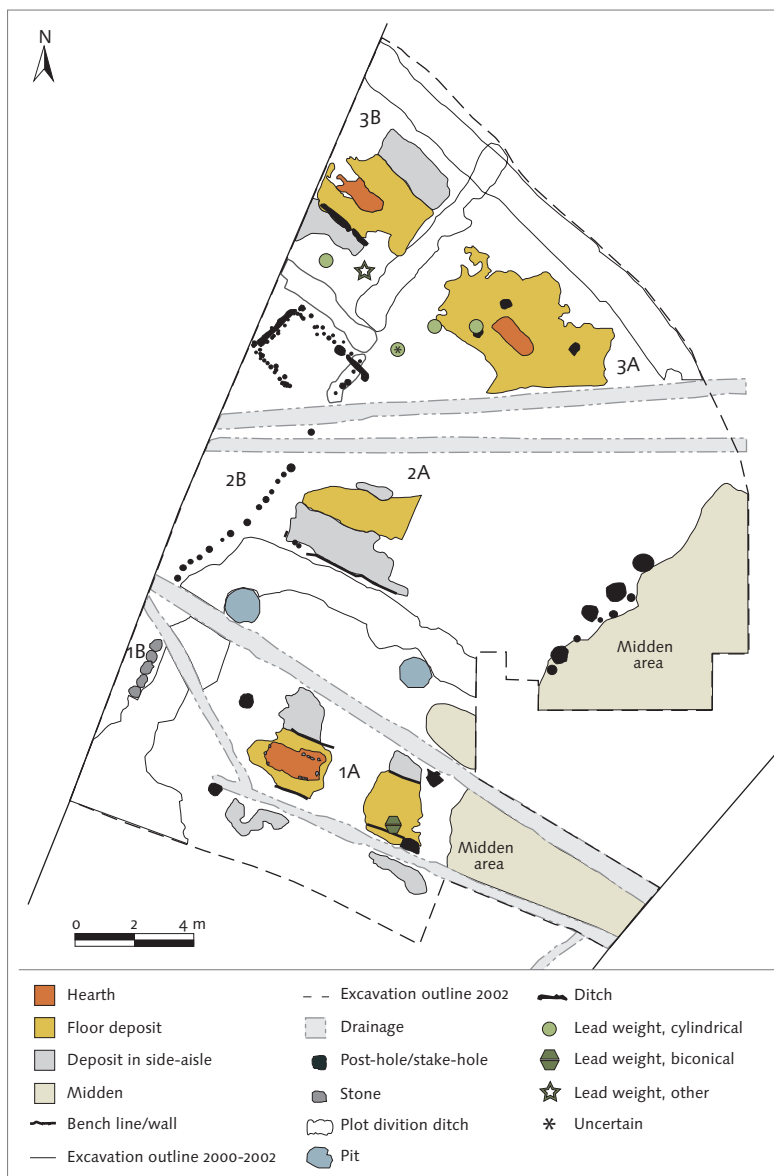 N
3B
3A
2A
2B
Midden
area
1B
1A
Midden
area
0 2 4 m
Hearth
Floor deposit
Deposit in side-aisle
Midden
Bench line/wall
Excavation outline 2000-2002
Excavation outline 2002
Drainage
Post-hole/stake-hole
Stone
Plot divition ditch
Pit
Ditch
Lead weight, cylindrical
Lead weight, biconical
Lead weight, other
Uncertain